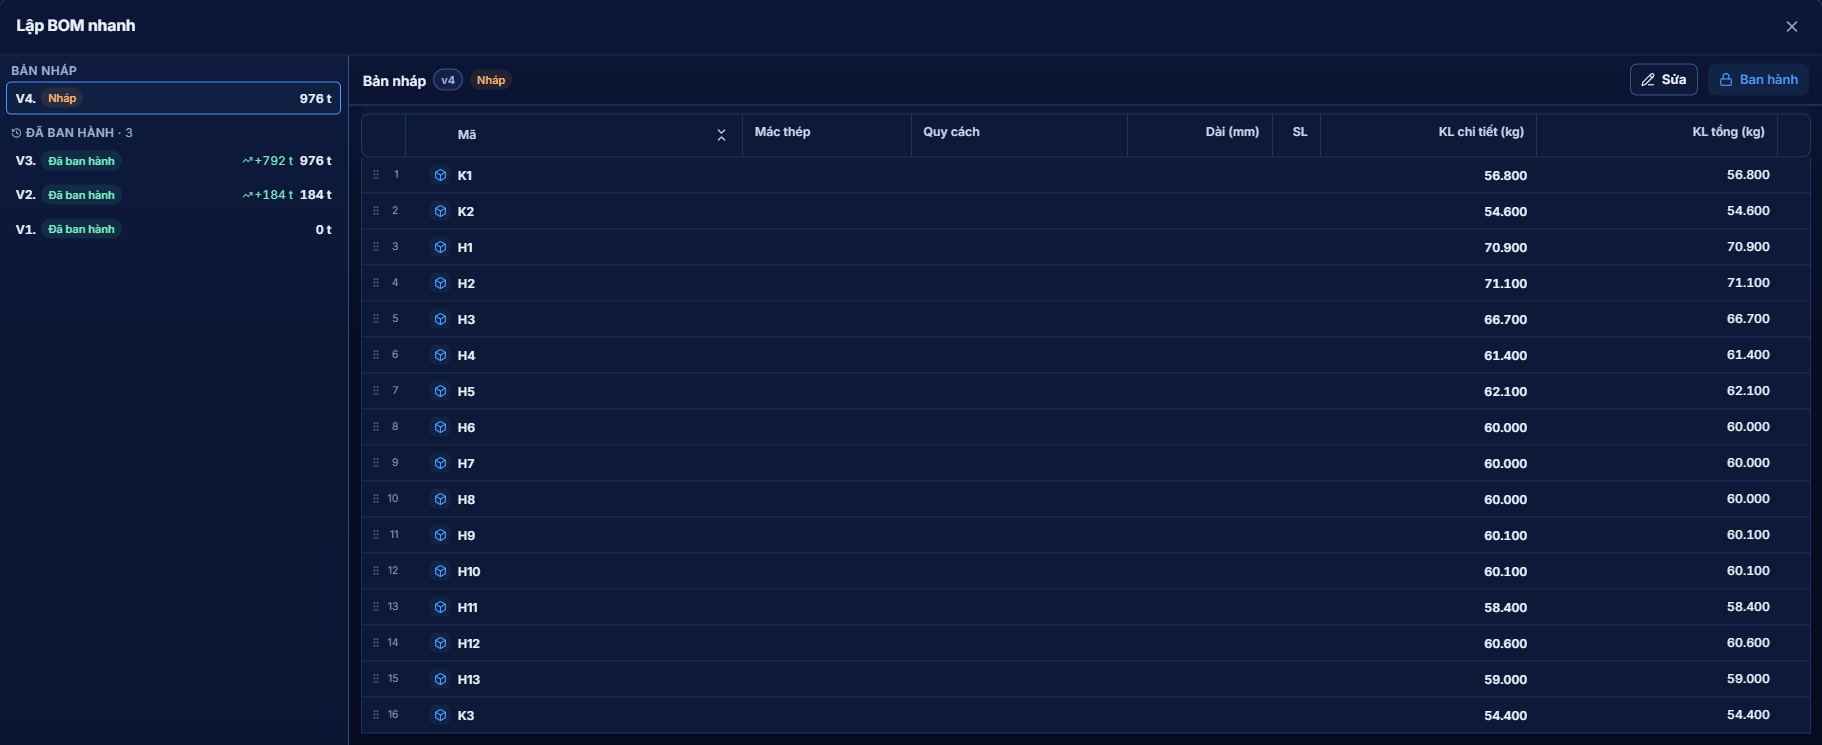 Lập BOM nhanh
BẢN NHÁP
V4. Nháp 976 t
ĐÃ BAN HÀNH · 3
V3. Đã ban hành +792 t 976 t
V2. Đã ban hành +184 t 184 t
V1. Đã ban hành 0 t
Bản nháp v4 Nháp Sửa Ban hành
Mã Mác thép Quy cách Dài (mm) SL KL chi tiết (kg) KL tổng (kg)
1 K1 56.800 56.800
2 K2 54.600 54.600
3 H1 70.900 70.900
4 H2 71.100 71.100
5 H3 66.700 66.700
6 H4 61.400 61.400
7 H5 62.100 62.100
8 H6 60.000 60.000
9 H7 60.000 60.000
10 H8 60.000 60.000
11 H9 60.100 60.100
12 H10 60.100 60.100
13 H11 58.400 58.400
14 H12 60.600 60.600
15 H13 59.000 59.000
16 K3 54.400 54.400